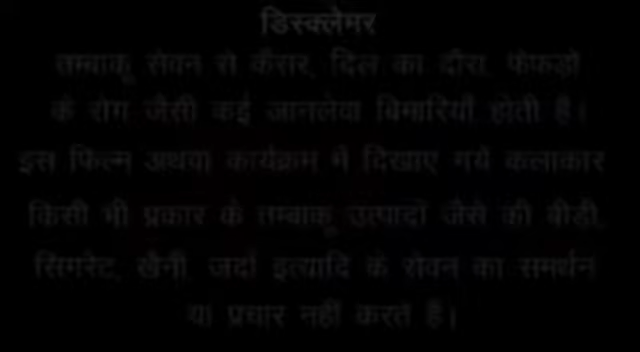 डिस्क्लेमर
तम्बाकू सेवन से कैंसर, दिल का दौरा, फेफड़ों
के रोग जैसी कई जानलेवा बिमारियाँ होती हैं।
इस फिल्म अथवा कार्यक्रम में दिखाए गये कलाकार
किसी भी प्रकार के तम्बाकू उत्पादों जैसे की बीडी,
सिगरेट, खैनी, जर्दा इत्यादि के सेवन का समर्थन
या प्रचार नहीं करते हैं।